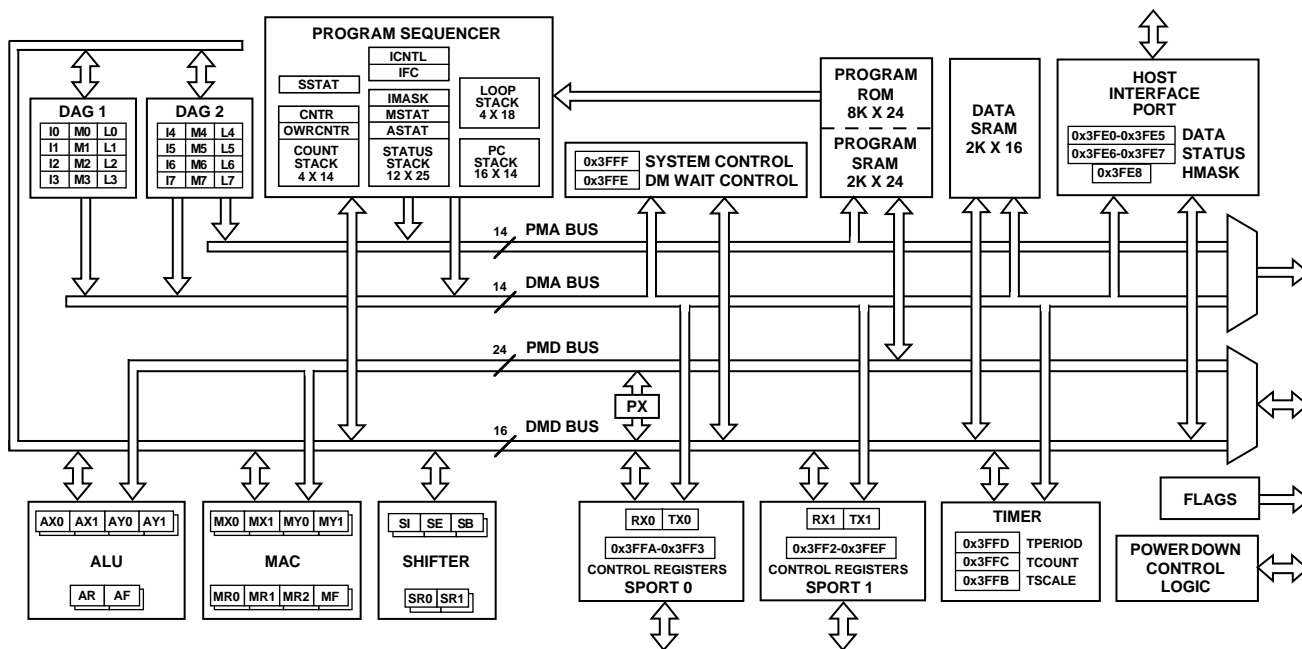 PROGRAM SEQUENCER
ICNTL
IFC
SSTAT
IMASK
MSTAT
ASTAT
CNTR
OWRCNTR
COUNT
STACK
4 X 14
STATUS
STACK
12 X 25
LOOP
STACK
4 X 18
PC
STACK
16 X 14
DAG 1
I0 M0 L0
I1 M1 L1
I2 M2 L2
I3 M3 L3
DAG 2
I4 M4 L4
I5 M5 L5
I6 M6 L6
I7 M7 L7
PROGRAM
ROM
8K X 24
PROGRAM
SRAM
2K X 24
DATA
SRAM
2K X 16
HOST
INTERFACE
PORT
0x3FE0-0x3FE5 DATA
0x3FE6-0x3FE7 STATUS
0x3FE8 HMASK
0x3FFF SYSTEM CONTROL
0x3FFE DM WAIT CONTROL
14 PMA BUS
14 DMA BUS
24 PMD BUS
PX
16 DMD BUS
AX0 AX1 AY0 AY1
ALU
AR AF
MX0 MX1 MY0 MY1
MAC
MR0 MR1 MR2 MF
SI SE SB
SHIFTER
SR0 SR1
RX0 TX0
0x3FFA-0x3FF3
CONTROL REGISTERS
SPORT 0
RX1 TX1
0x3FF2-0x3FEF
CONTROL REGISTERS
SPORT 1
TIMER
0x3FFD TPERIOD
0x3FFC TCOUNT
0x3FFB TSCALE
FLAGS
POWER DOWN
CONTROL
LOGIC